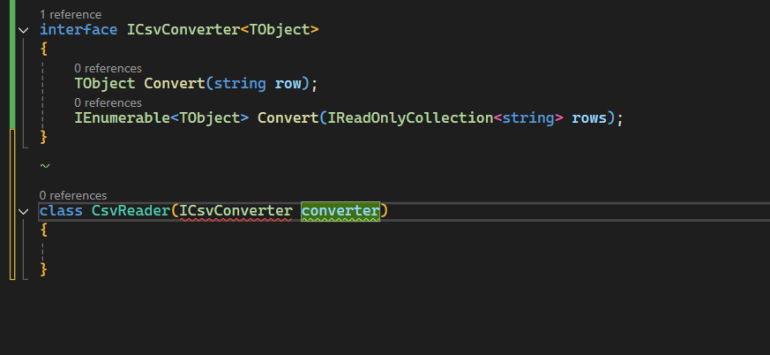 1 reference
interface ICsvConverter<TObject>
{
0 references
TObject Convert(string row);
0 references
IEnumerable<TObject> Convert(IReadOnlyCollection<string> rows);
}
~
0 references
class CsvReader(ICsvConverter converter)
{
}